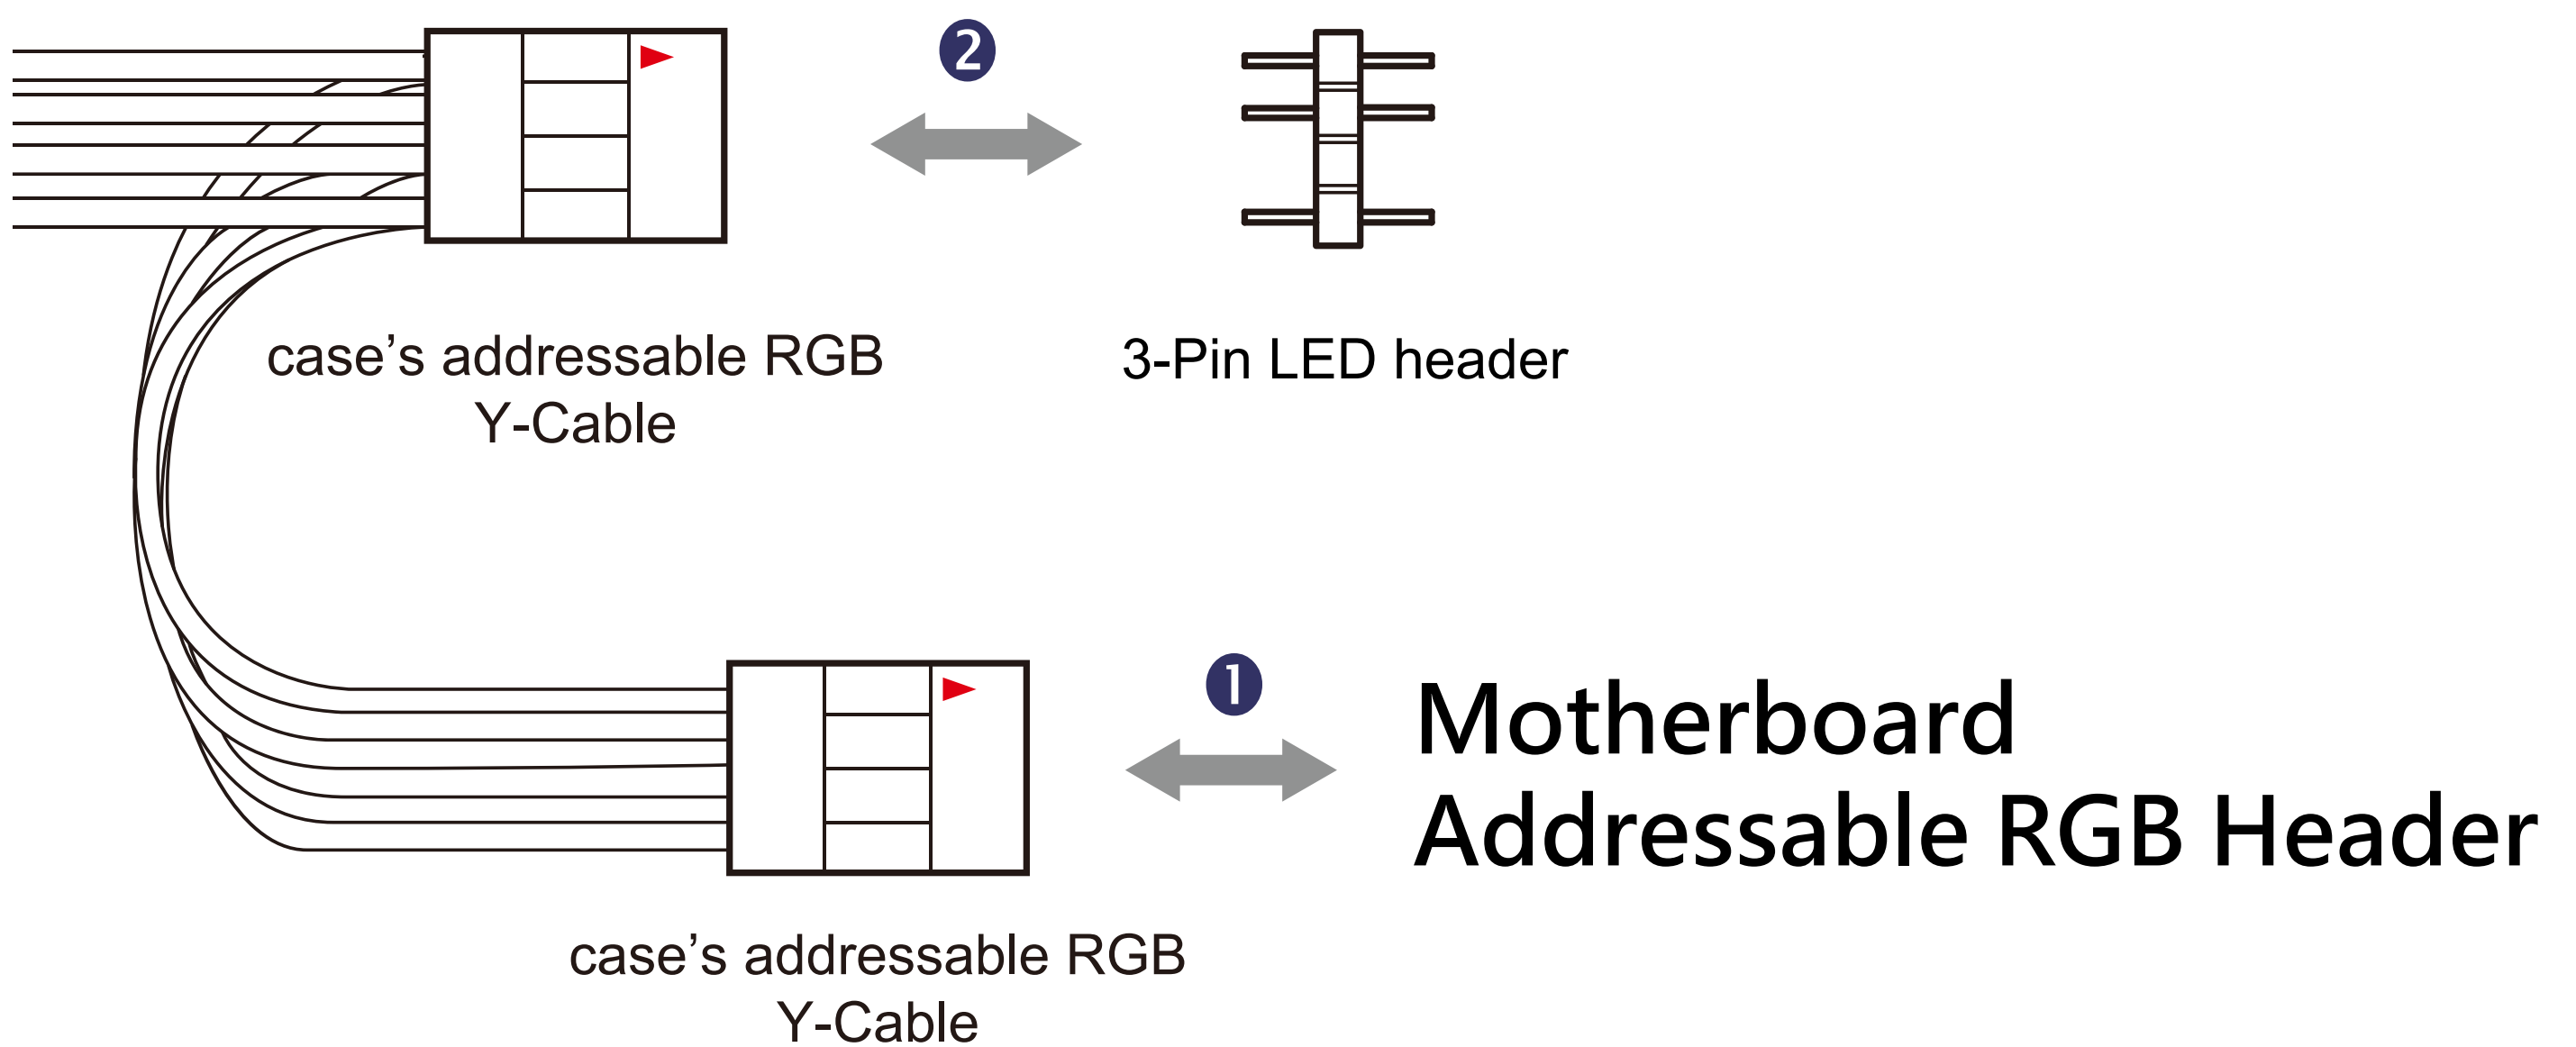 2
case’s addressable RGB
Y-Cable
3-Pin LED header
1
Motherboard
Addressable RGB Header
case’s addressable RGB
Y-Cable